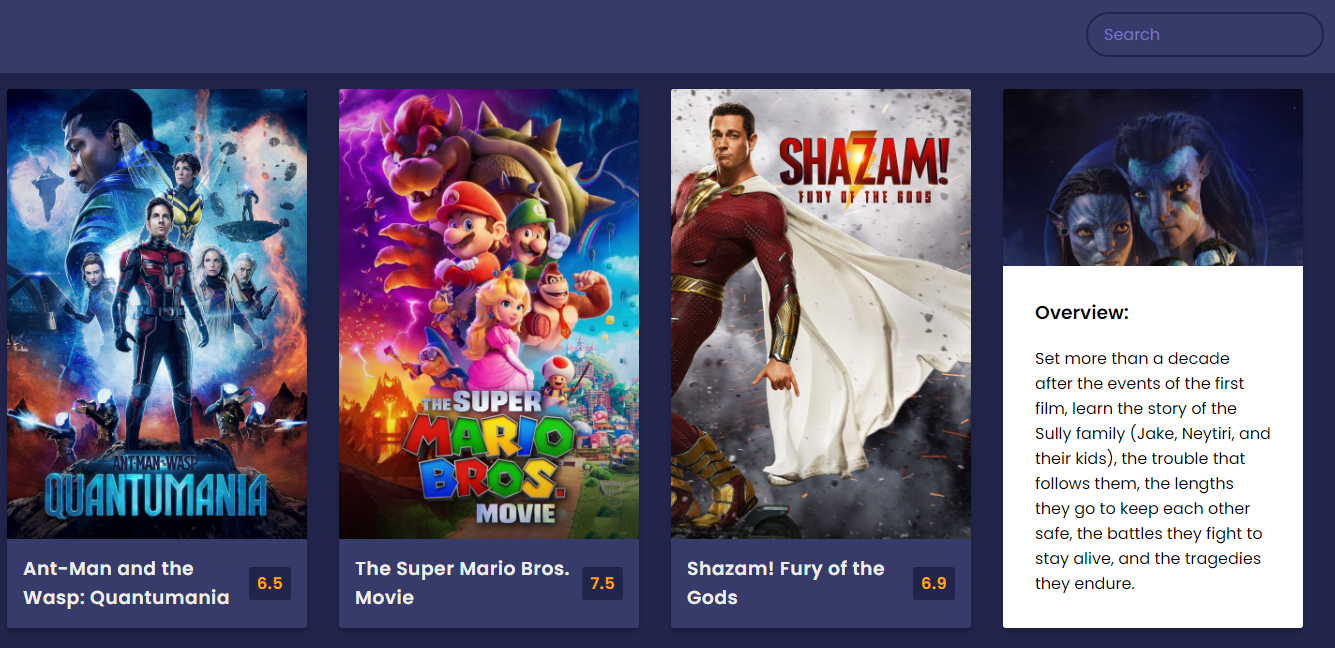 Search
ANT-MAN AND THE WASP
QUANTUMANIA
THE SUPER
MARIO
BROS.
MOVIE
SHAZAM!
FURY OF THE GODS
Ant-Man and the
Wasp: Quantumania
6.5
The Super Mario Bros.
Movie
7.5
Shazam! Fury of the
Gods
6.9
Overview:
Set more than a decade
after the events of the first
film, learn the story of the
Sully family (Jake, Neytiri, and
their kids), the trouble that
follows them, the lengths
they go to keep each other
safe, the battles they fight to
stay alive, and the tragedies
they endure.